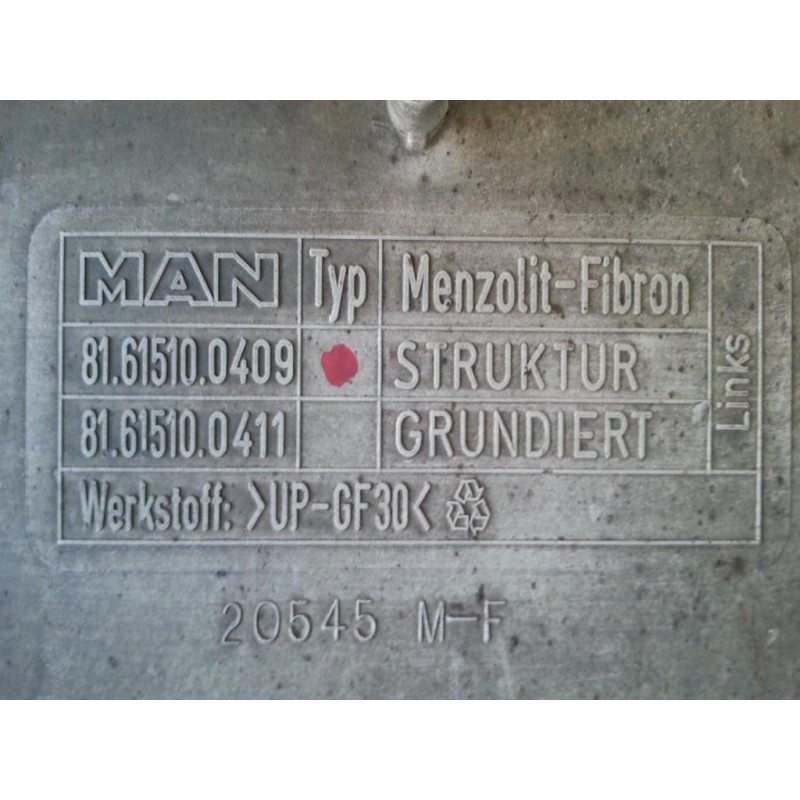 MAN Typ Menzolit-Fibron
81.61510.0409 STRUKTUR
81.61510.0411 GRUNDIERT
Links
Werkstoff: >UP-GF30<
20545 M-F